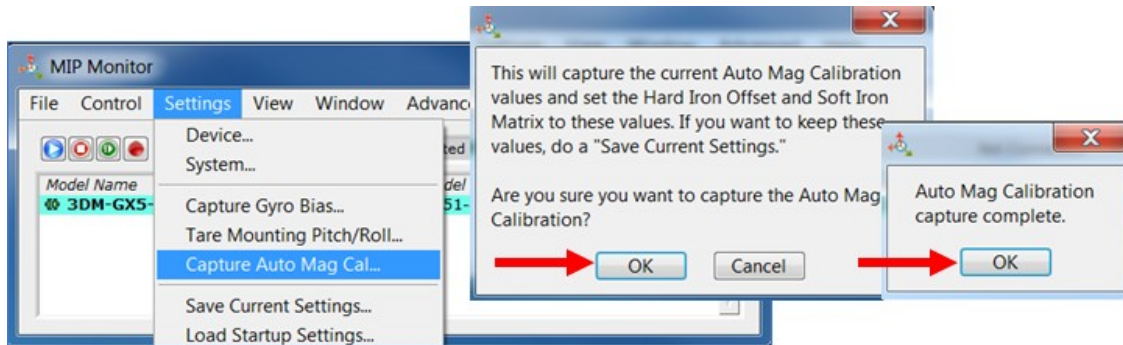 MIP Monitor
File Control Settings View Window Advanc
Device...
System...
ted
Model Name
del
3DM-GX5-
51-
Capture Gyro Bias...
Tare Mounting Pitch/Roll...
Capture Auto Mag Cal...
Save Current Settings...
Load Startup Settings...
This will capture the current Auto Mag Calibration
values and set the Hard Iron Offset and Soft Iron
Matrix to these values. If you want to keep these
values, do a "Save Current Settings."
Are you sure you want to capture the Auto Mag
Calibration?
OK Cancel
Auto Mag Calibration
capture complete.
OK